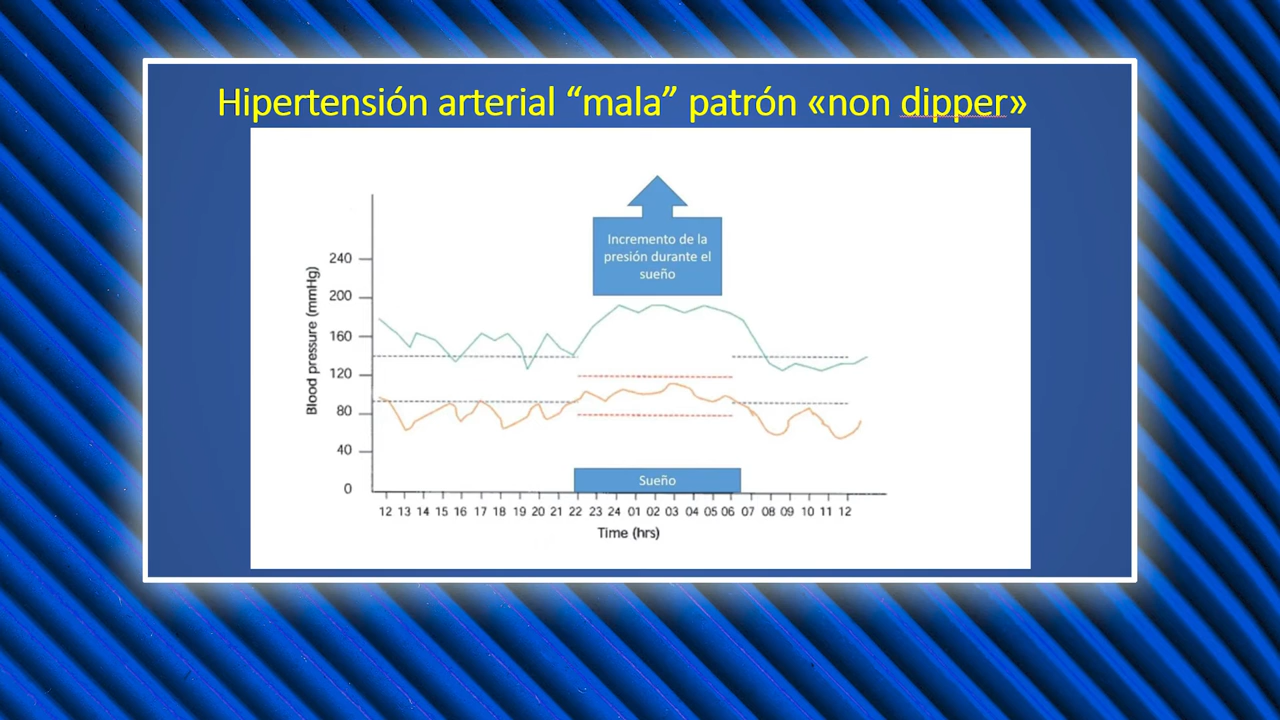 Hipertensión arterial “mala” patrón «non dipper»
Incremento de la
presión durante el
sueño
Blood pressure (mmHg)
240
200
160
120
80
40
0
Sueño
12 13 14 15 16 17 18 19 20 21 22 23 24 01 02 03 04 05 06 07 08 09 10 11 12
Time (hrs)